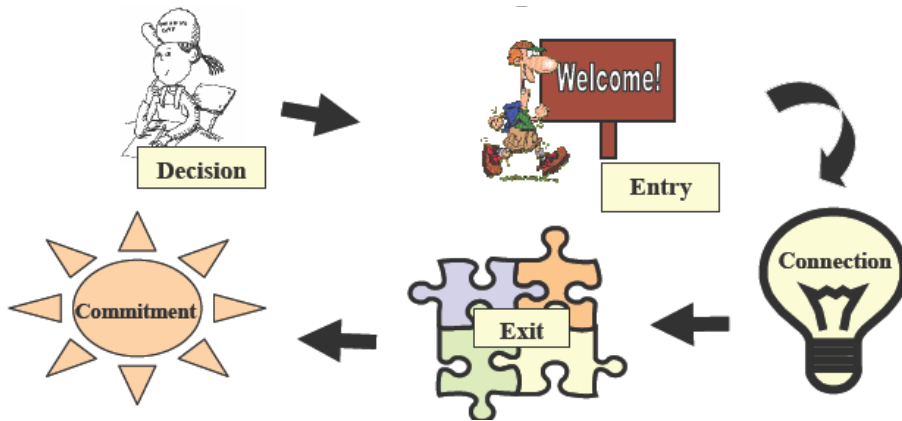 Decision
Welcome!
Entry
Connection
Exit
Commitment